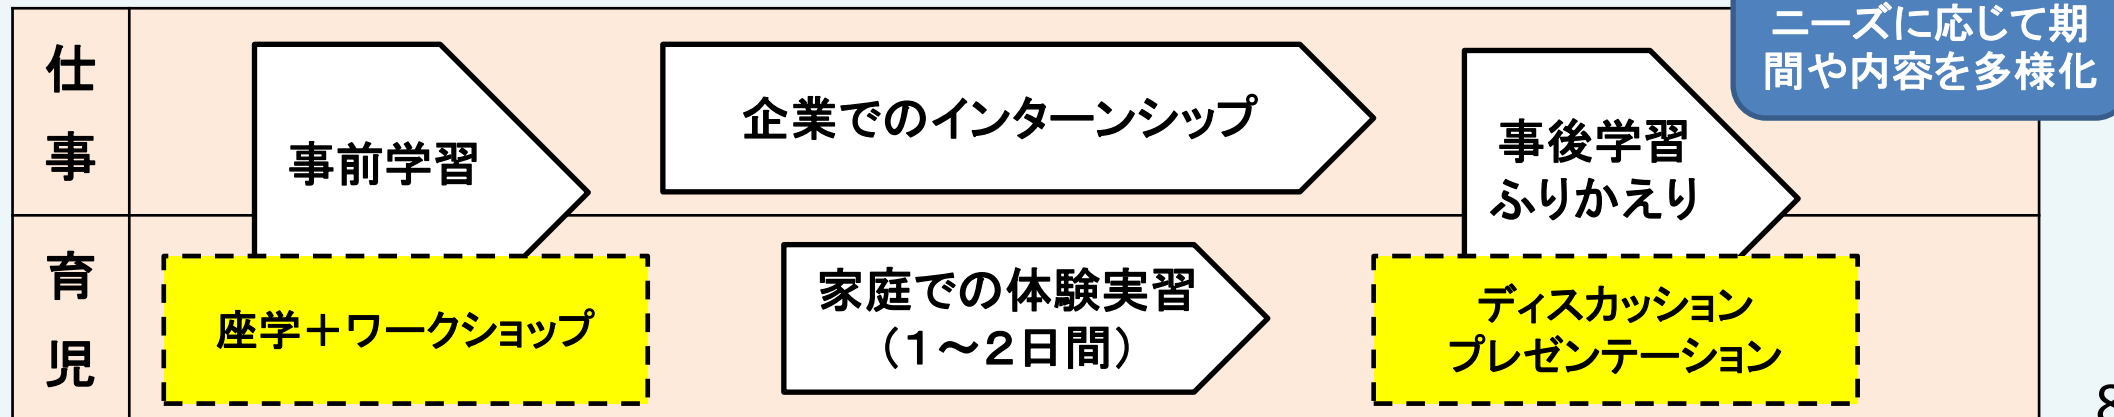 ニーズに応じて期
間や内容を多様化
仕
事
事前学習
企業でのインターンシップ
事後学習
ふりかえり
育
児
座学＋ワークショップ
家庭での体験実習
（１～２日間）
ディスカッション
プレゼンテーション